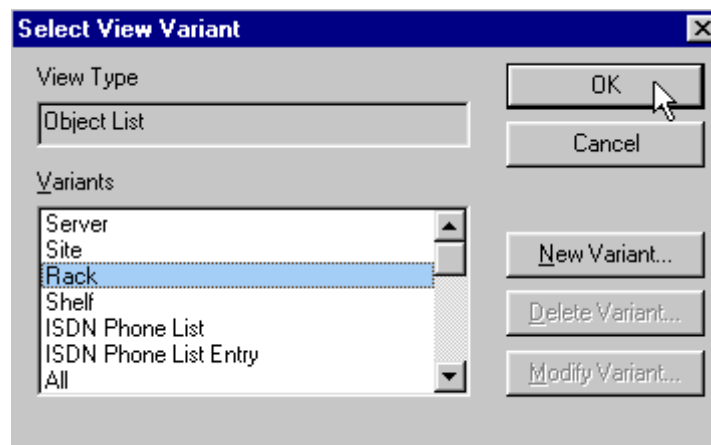 Select View Variant
View Type
Object List
OK
Cancel
Variants
Server
Site
Rack
Shelf
ISDN Phone List
ISDN Phone List Entry
All
New Variant...
Delete Variant...
Modify Variant...